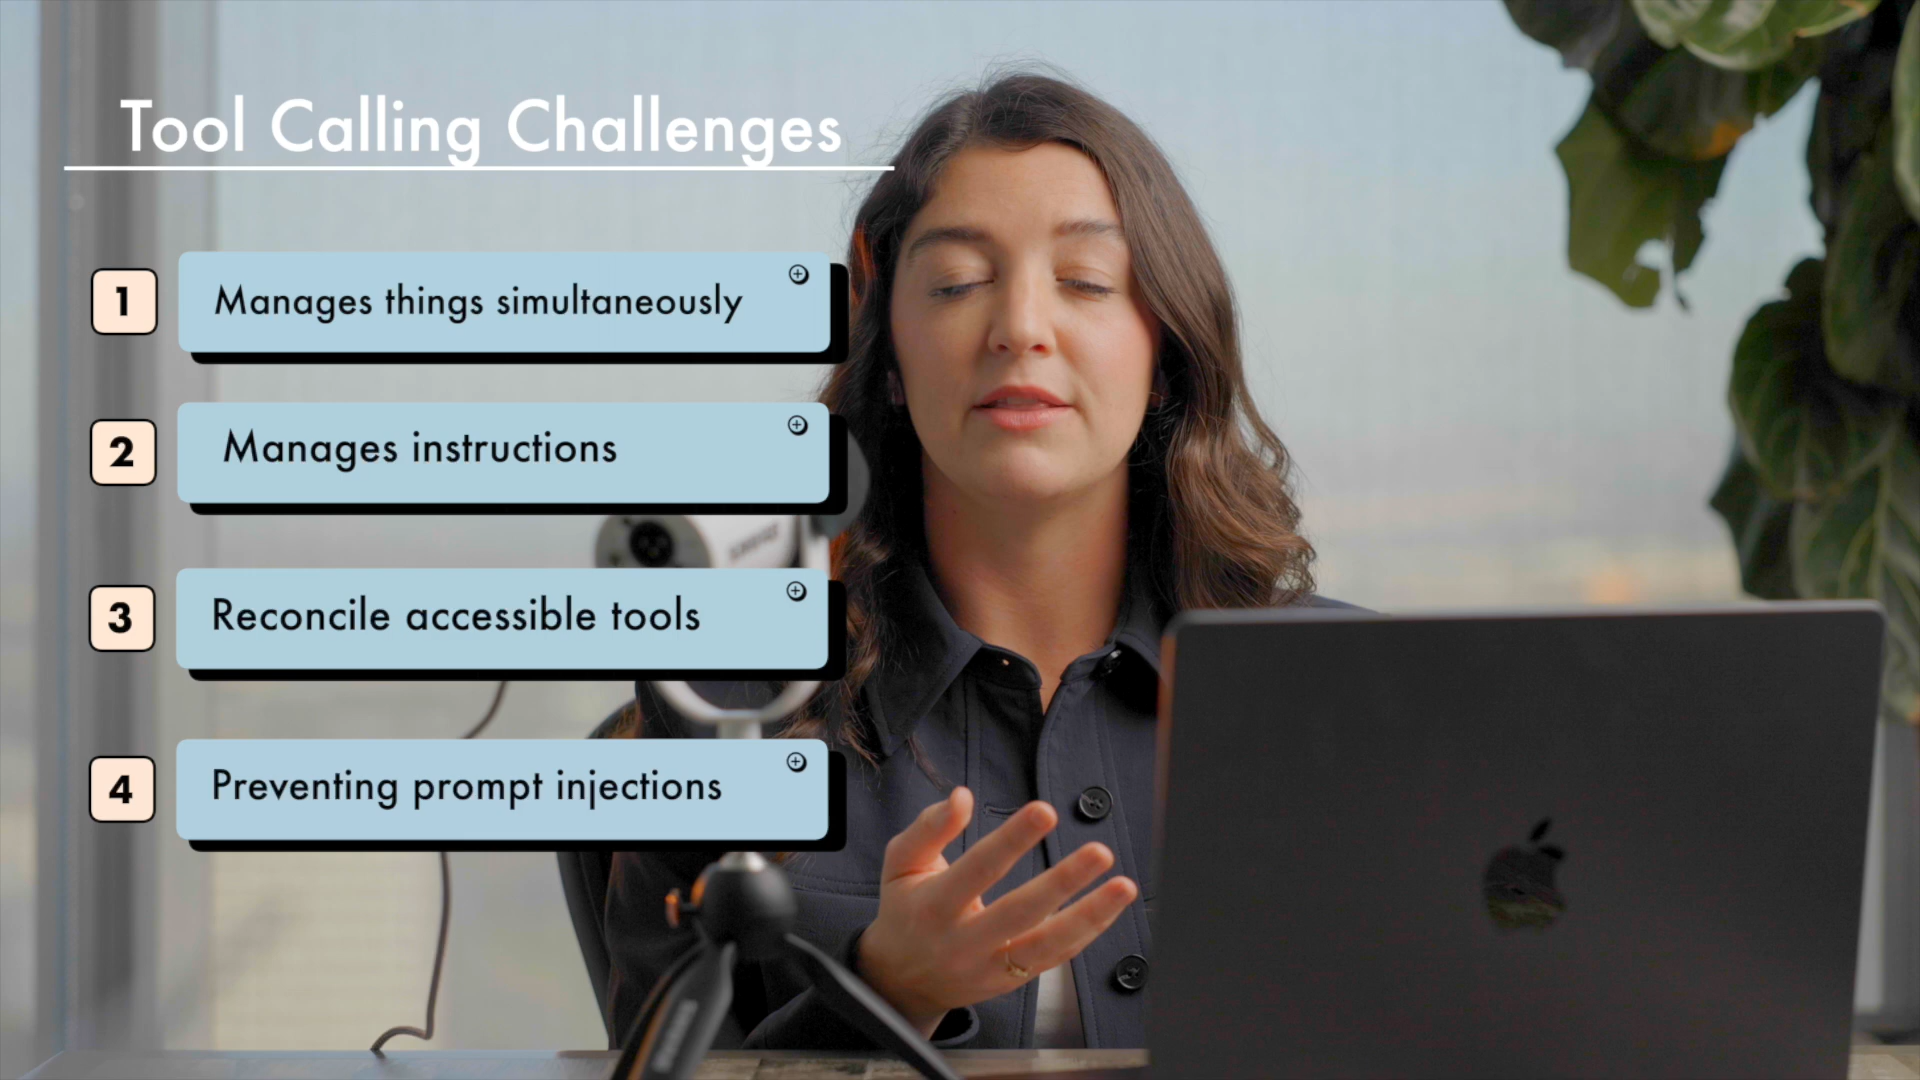 Tool Calling Challenges
1 Manages things simultaneously
2 Manages instructions
3 Reconcile accessible tools
4 Preventing prompt injections